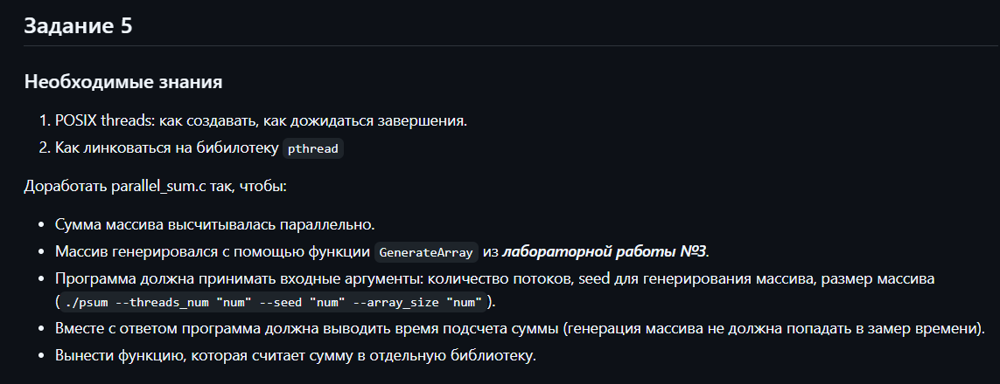 Задание 5
Необходимые знания
1. POSIX threads: как создавать, как дожидаться завершения.
2. Как линковаться на бибилотеку pthread
Доработать parallel_sum.c так, чтобы:
• Сумма массива высчитывалась параллельно.
• Массив генерировался с помощью функции GenerateArray из лабораторной работы №3.
• Программа должна принимать входные аргументы: количество потоков, seed для генерирования массива, размер массива
(./psum --threads_num "num" --seed "num" --array_size "num").
• Вместе с ответом программа должна выводить время подсчета суммы (генерация массива не должна попадать в замер времени).
• Вынести функцию, которая считает сумму в отдельную библиотеку.